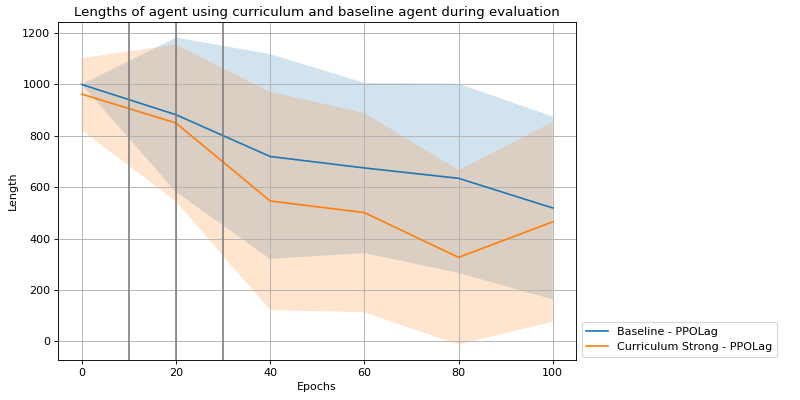 Lengths of agent using curriculum and baseline agent during evaluation
1200
1000
800
600
400
200
0
Length
0 20 40 60 80 100
Epochs
Baseline - PPOLag
Curriculum Strong - PPOLag